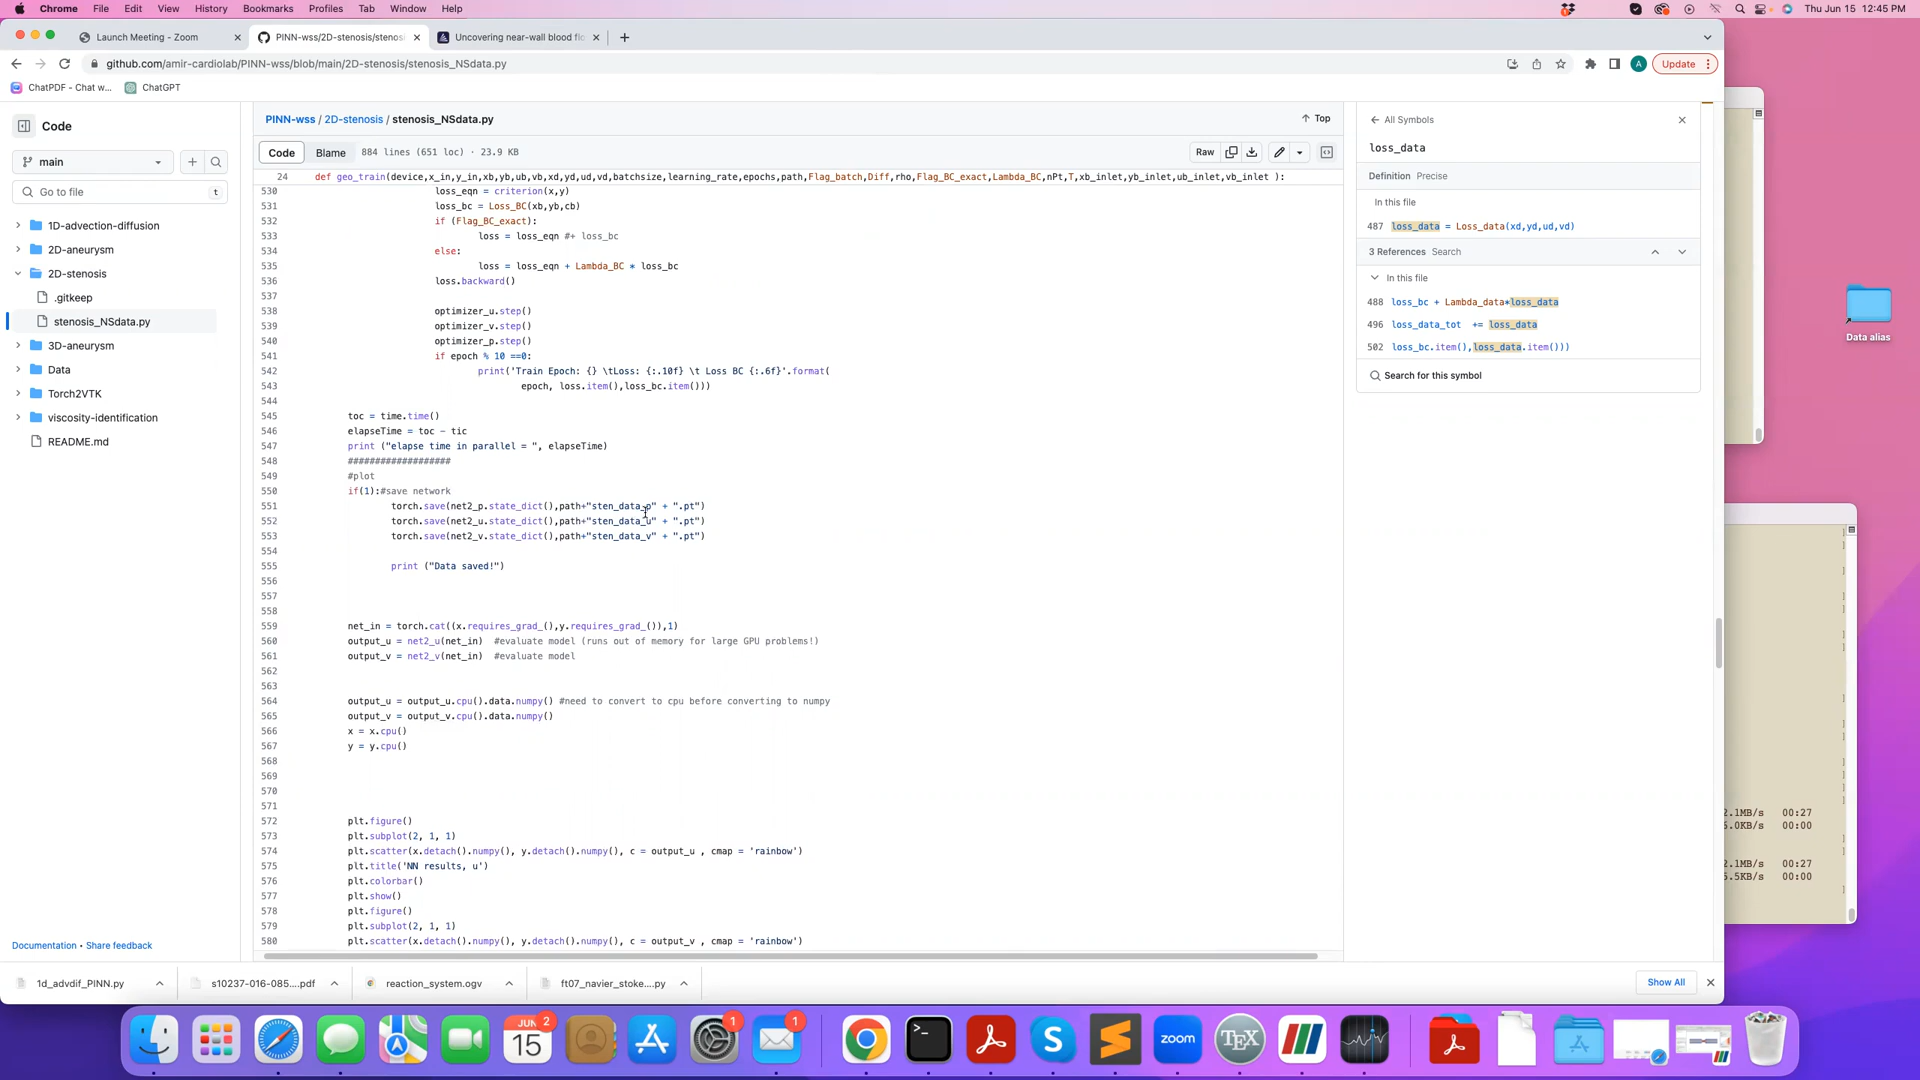 Chrome File Edit View History Bookmarks Profiles Tab Window Help
Thu Jun 15 12:45 PM
Launch Meeting - Zoom
PINN-wss/2D-stenosis/stenos
Uncovering near-wall blood flo
github.com/amir-cardiolab/PINN-wss/blob/main/2D-stenosis/stenosis_NSdata.py
A
Update
ChatPDF - Chat w...
ChatGPT
Code
main
Go to file
t
1D-advection-diffusion
2D-aneurysm
2D-stenosis
.gitkeep
stenosis_NSdata.py
3D-aneurysm
Data
Torch2VTK
viscosity-identification
README.md
Documentation • Share feedback
PINN-wss / 2D-stenosis / stenosis_NSdata.py
Top
Code
Blame
884 lines (651 loc) · 23.9 KB
Raw
24 def geo_train(device,x_in,y_in,xb,yb,ub,vb,xd,yd,ud,vd,batchsize,learning_rate,epochs,path,Flag_batch,Diff,rho,Flag_BC_exact,Lambda_BC,nPt,T,xb_inlet,yb_inlet,ub_inlet,vb_inlet ):
530 loss_eqn = criterion(x,y)
531 loss_bc = Loss_BC(xb,yb,cb)
532 if (Flag_BC_exact):
533 loss = loss_eqn #+ loss_bc
534 else:
535 loss = loss_eqn + Lambda_BC * loss_bc
536 loss.backward()
537
538 optimizer_u.step()
539 optimizer_v.step()
540 optimizer_p.step()
541 if epoch % 10 ==0:
542 print('Train Epoch: {} \tLoss: {:.10f} \t Loss BC {:.6f}'.format(
543 epoch, loss.item(),loss_bc.item()))
544
545 toc = time.time()
546 elapseTime = toc - tic
547 print ("elapse time in parallel = ", elapseTime)
548 ###################
549 #plot
550 if(1):#save network
551 torch.save(net2_p.state_dict(),path+"sten_data_p" + ".pt")
552 torch.save(net2_u.state_dict(),path+"sten_data_u" + ".pt")
553 torch.save(net2_v.state_dict(),path+"sten_data_v" + ".pt")
554
555 print ("Data saved!")
556
557
558
559 net_in = torch.cat((x.requires_grad_(),y.requires_grad_()),1)
560 output_u = net2_u(net_in) #evaluate model (runs out of memory for large GPU problems!)
561 output_v = net2_v(net_in) #evaluate model
562
563
564 output_u = output_u.cpu().data.numpy() #need to convert to cpu before converting to numpy
565 output_v = output_v.cpu().data.numpy()
566 x = x.cpu()
567 y = y.cpu()
568
569
570
571
572 plt.figure()
573 plt.subplot(2, 1, 1)
574 plt.scatter(x.detach().numpy(), y.detach().numpy(), c = output_u , cmap = 'rainbow')
575 plt.title('NN results, u')
576 plt.colorbar()
577 plt.show()
578 plt.figure()
579 plt.subplot(2, 1, 1)
580 plt.scatter(x.detach().numpy(), y.detach().numpy(), c = output_v , cmap = 'rainbow')
All Symbols
loss_data
Definition Precise
In this file
487 loss_data = Loss_data(xd,yd,ud,vd)
3 References Search
In this file
488 loss_bc + Lambda_data*loss_data
496 loss_data_tot += loss_data
502 loss_bc.item(),loss_data.item()))
Search for this symbol
Data alias
2.1MB/s 00:27
5.0KB/s 00:00
2.1MB/s 00:27
5.5KB/s 00:00
1d_advdif_PINN.py
s10237-016-085....pdf
reaction_system.ogv
ft07_navier_stoke....py
Show All
JUN
15
2
1
1
zoom
TEX